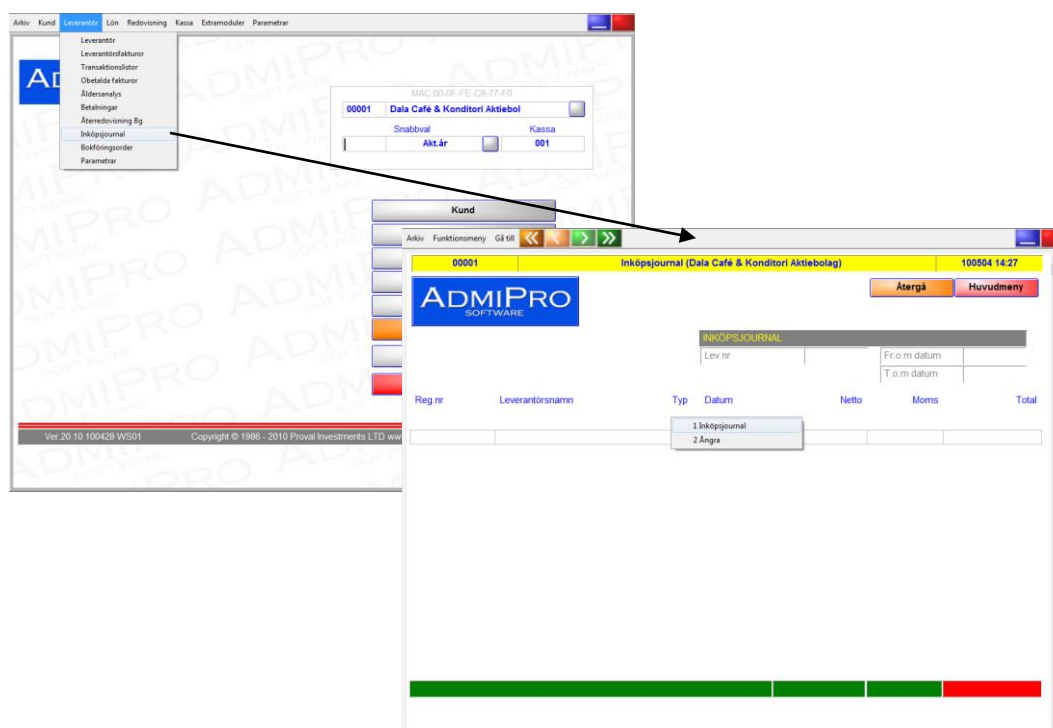 Arkiv Kund Leverantör Lön Redovisning Kassa Extramoduler Parametrar
Leverantör
Leverantörsfakturor
Transaktionslistor
Obetalda fakturor
Åldersanalys
Betalningar
Återredovisning Bg
Inköpsjournal
Bokföringsorder
Parametrar
MAC 00-0F-FE-C9-77-F0
00001 Dala Café & Konditori Aktiebol
Snabbval Kassa
Akt.år 001
Kund
Ver.20 10 100428 WS01 Copyright © 1986 - 2010 Proval Investments LTD ww
Arkiv Funktionsmeny Gå till
00001 Inköpsjournal (Dala Café & Konditori Aktiebolag) 100504 14:27
ADMIPRO
SOFTWARE
Återgå Huvudmeny
INKÖPSJOURNAL
Lev.nr Fr.o.m datum
T.o.m datum
Reg.nr Leverantörsnamn Typ Datum Netto Moms Total
1 Inköpsjournal
2 Ångra